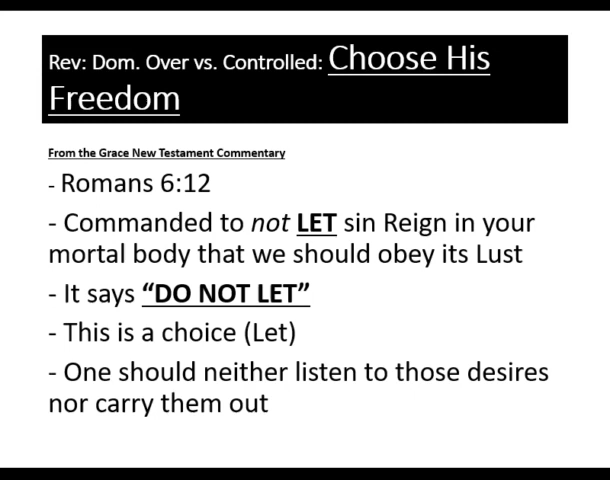 Rev: Dom. Over vs. Controlled: Choose His
Freedom
From the Grace New Testament Commentary
- Romans 6:12
- Commanded to not LET sin Reign in your
mortal body that we should obey its Lust
- It says “DO NOT LET”
- This is a choice (Let)
- One should neither listen to those desires
nor carry them out